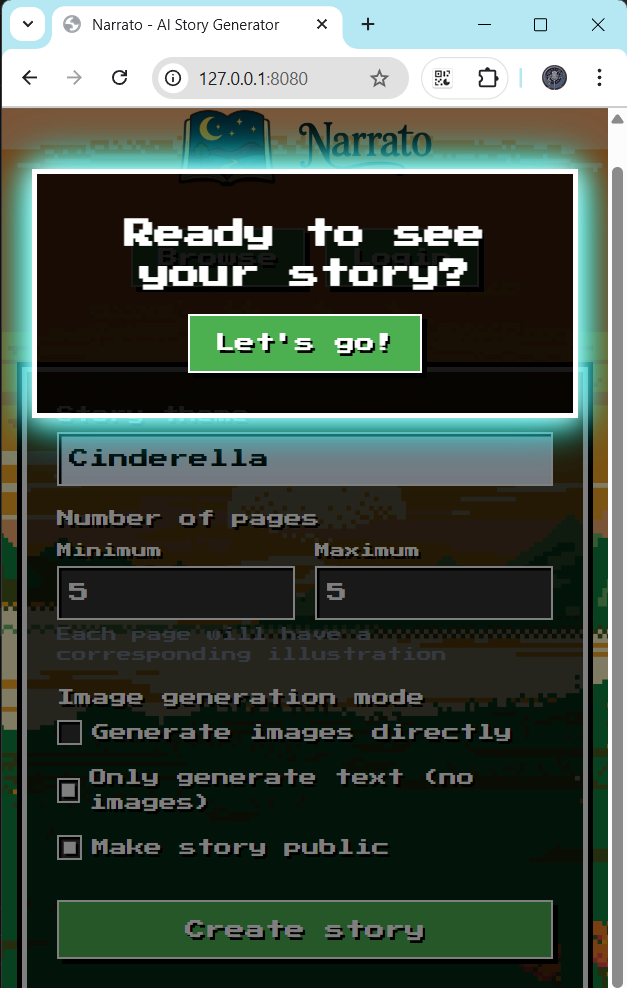 Narrato - AI Story Generator
127.0.0.1:8080
Narrato
Browse
Login
Ready to see
your story?
Let's go!
Story theme
Cinderella
Number of pages
Minimum
Maximum
5
5
Each page will have a
corresponding illustration
Image generation mode
Generate images directly
Only generate text (no
images)
Make story public
Create story